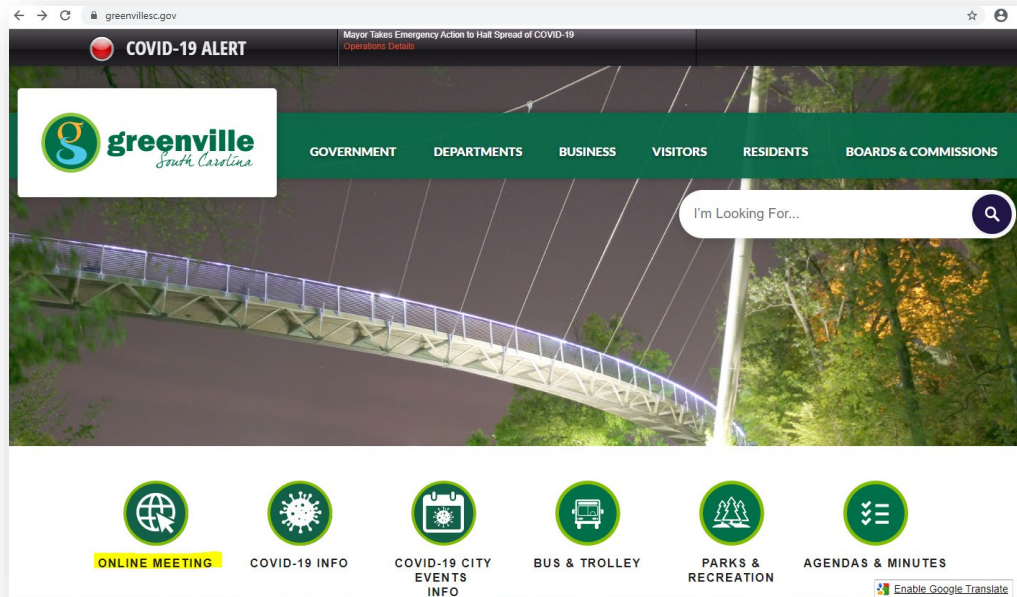 greenvillesc.gov
COVID-19 ALERT
Mayor Takes Emergency Action to Halt Spread of COVID-19
Operations Details
g
greenville
South Carolina
GOVERNMENT DEPARTMENTS BUSINESS VISITORS RESIDENTS BOARDS & COMMISSIONS
I'm Looking For...
ONLINE MEETING
COVID-19 INFO
COVID-19 CITY
EVENTS
INFO
BUS & TROLLEY
PARKS &
RECREATION
AGENDAS & MINUTES
Enable Google Translate